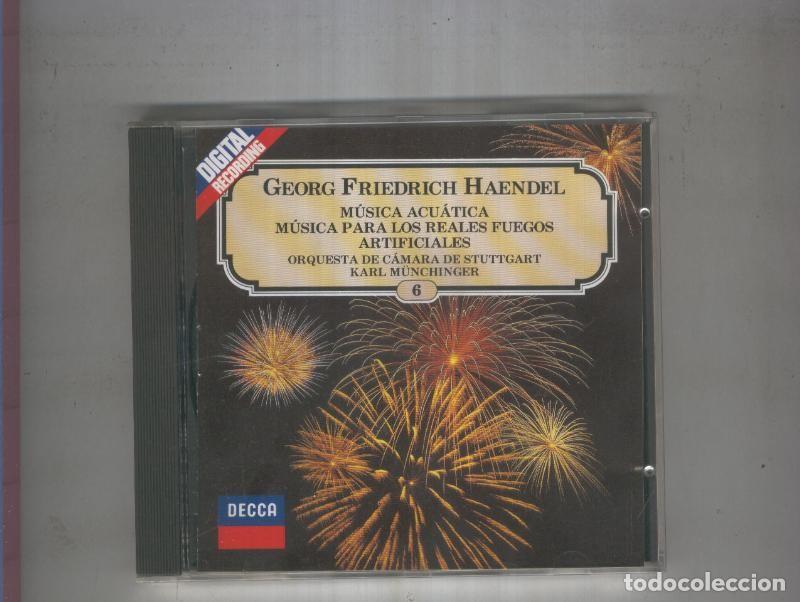 DIGITAL
RECORDING
GEORG FRIEDRICH HAENDEL
MÚSICA ACUÁTICA
MÚSICA PARA LOS REALES FUEGOS
ARTIFICIALES
ORQUESTA DE CÁMARA DE STUTTGART
KARL MÜNCHINGER
6
DECCA
todocoleccion